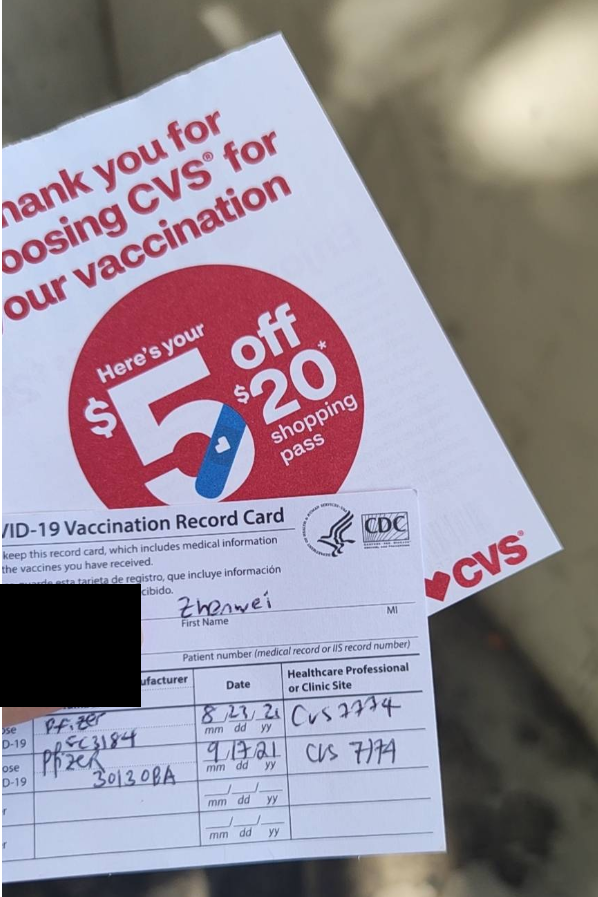 hank you for
oosing CVS® for
our vaccination
Here's your
$5 off
$20*
shopping
pass
CVS®
VID-19 Vaccination Record Card
CDC
keep this record card, which includes medical information
the vaccines you have received.
esta tarjeta de registro, que incluye información
cibido.
Zhenwei
First Name
MI
Patient number (medical record or IIS record number)
ufacturer
Date
Healthcare Professional
or Clinic Site
Pfizer
8/23/21
CVS 7774
ose
D-19
mm dd yy
Pfizer
9/17/21
CVS 7174
ose
D-19
30130BA
mm dd yy
r
mm dd yy
r
mm dd yy